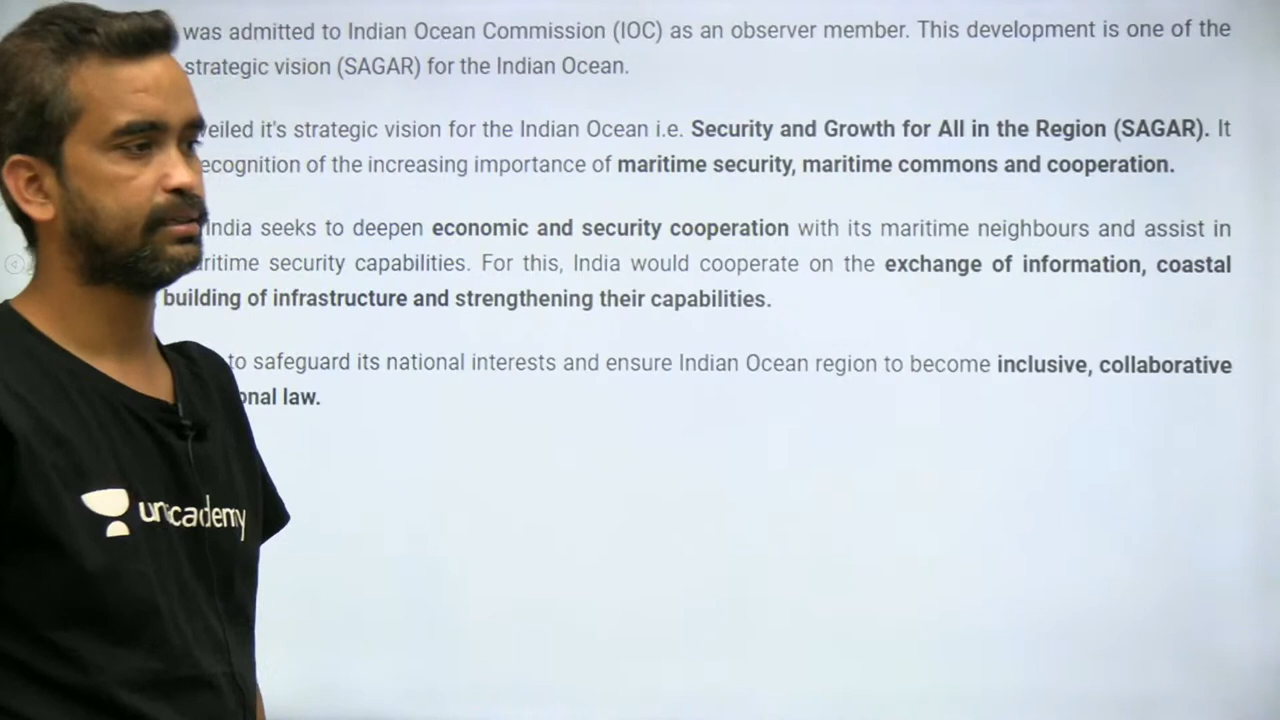 was admitted to Indian Ocean Commission (IOC) as an observer member. This development is one of the
strategic vision (SAGAR) for the Indian Ocean.
veiled it's strategic vision for the Indian Ocean i.e. Security and Growth for All in the Region (SAGAR). It
ecognition of the increasing importance of maritime security, maritime commons and cooperation.
India seeks to deepen economic and security cooperation with its maritime neighbours and assist in
ritime security capabilities. For this, India would cooperate on the exchange of information, coastal
building of infrastructure and strengthening their capabilities.
to safeguard its national interests and ensure Indian Ocean region to become inclusive, collaborative
onal law.
unacademy